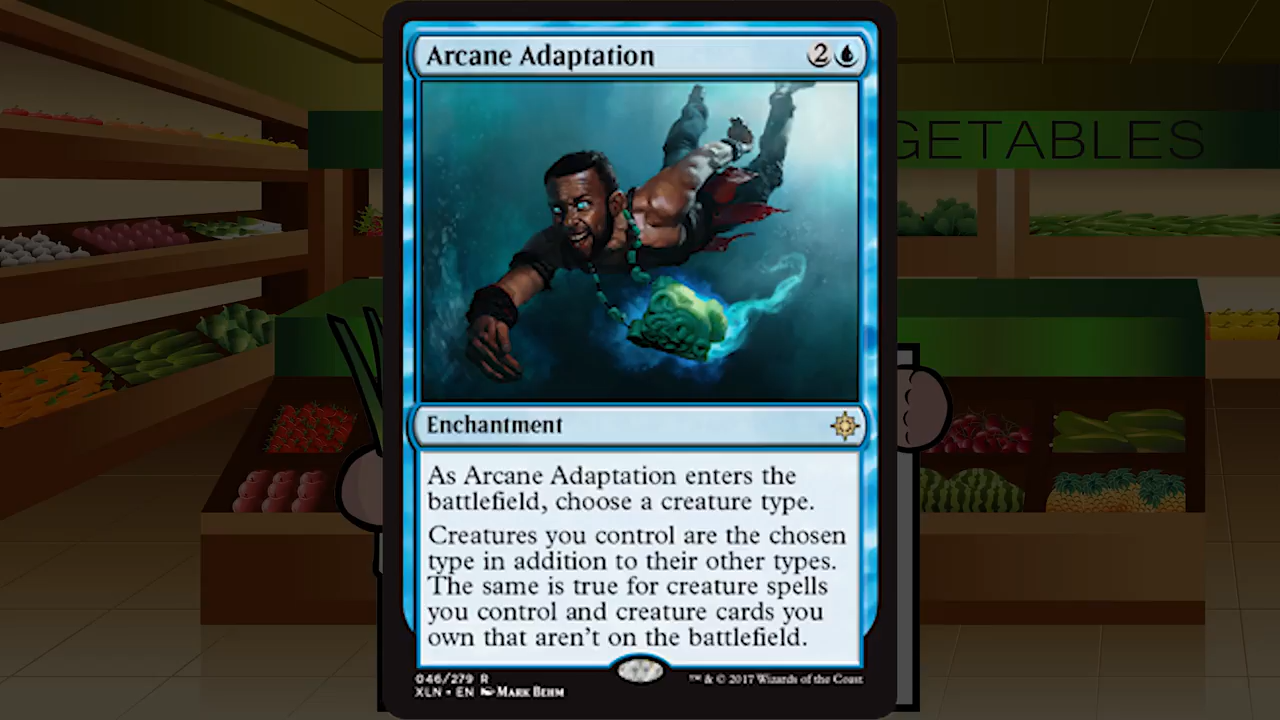 Arcane Adaptation 2
GETABLES
Enchantment
As Arcane Adaptation enters the
battlefield, choose a creature type.
Creatures you control are the chosen
type in addition to their other types.
The same is true for creature spells
you control and creature cards you
own that aren't on the battlefield.
046/279 R
XLN • EN Mark Behm
™ & © 2017 Wizards of the Coast